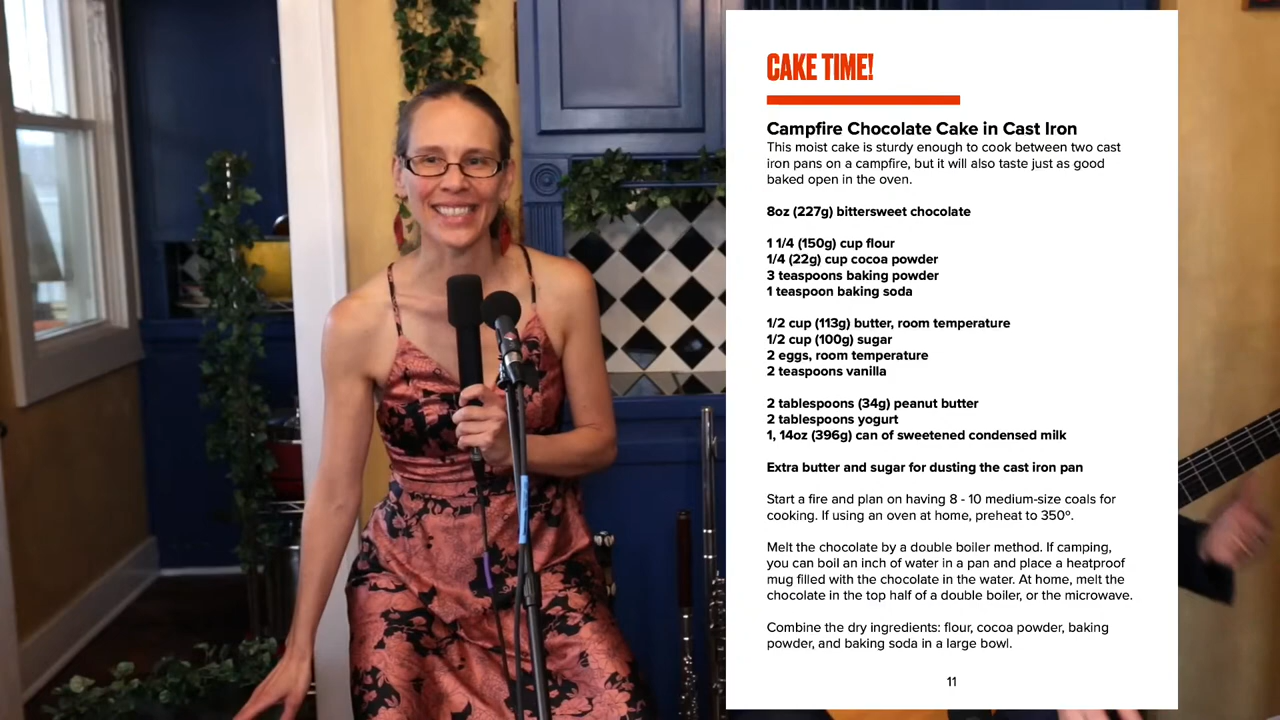 CAKE TIME!
Campfire Chocolate Cake in Cast Iron
This moist cake is sturdy enough to cook between two cast
iron pans on a campfire, but it will also taste just as good
baked open in the oven.
8oz (227g) bittersweet chocolate
1 1/4 (150g) cup flour
1/4 (22g) cup cocoa powder
3 teaspoons baking powder
1 teaspoon baking soda
1/2 cup (113g) butter, room temperature
1/2 cup (100g) sugar
2 eggs, room temperature
2 teaspoons vanilla
2 tablespoons (34g) peanut butter
2 tablespoons yogurt
1, 14oz (396g) can of sweetened condensed milk
Extra butter and sugar for dusting the cast iron pan
Start a fire and plan on having 8 - 10 medium-size coals for
cooking. If using an oven at home, preheat to 350º.
Melt the chocolate by a double boiler method. If camping,
you can boil an inch of water in a pan and place a heatproof
mug filled with the chocolate in the water. At home, melt the
chocolate in the top half of a double boiler, or the microwave.
Combine the dry ingredients: flour, cocoa powder, baking
powder, and baking soda in a large bowl.
11